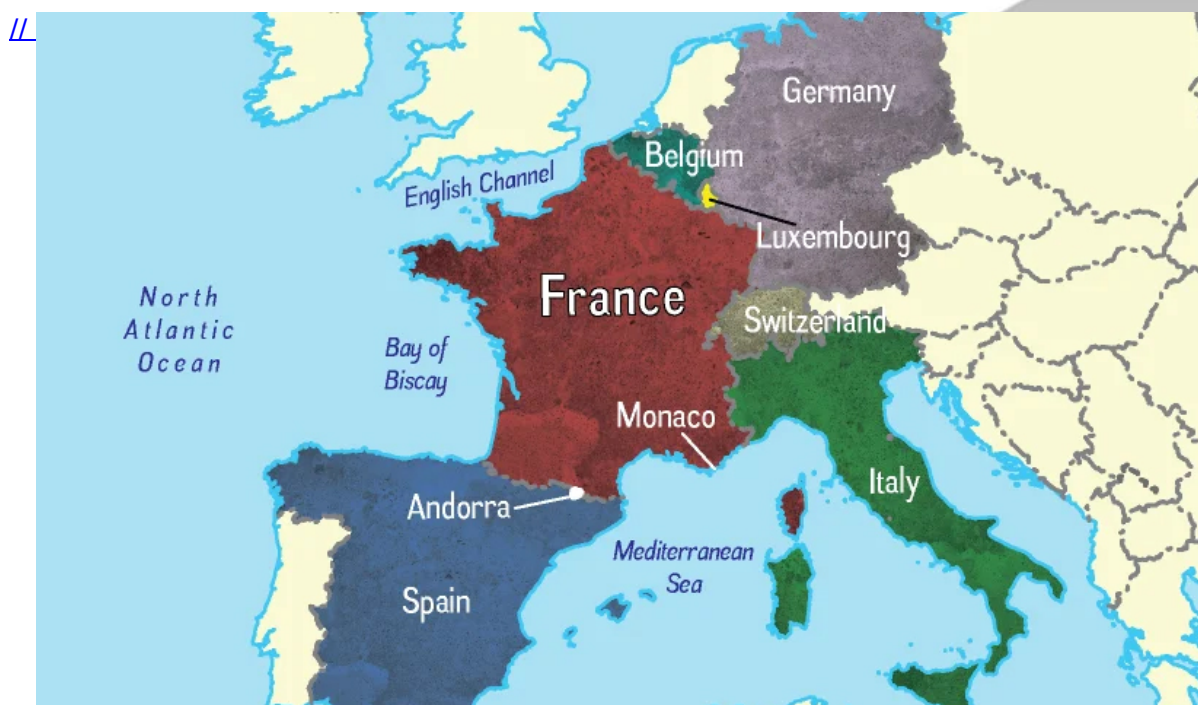 //
Germany
Belgium
English Channel
Luxembourg
France
North
Atlantic
Ocean
Switzerland
Bay of
Biscay
Monaco
Italy
Andorra
Mediterranean
Sea
Spain